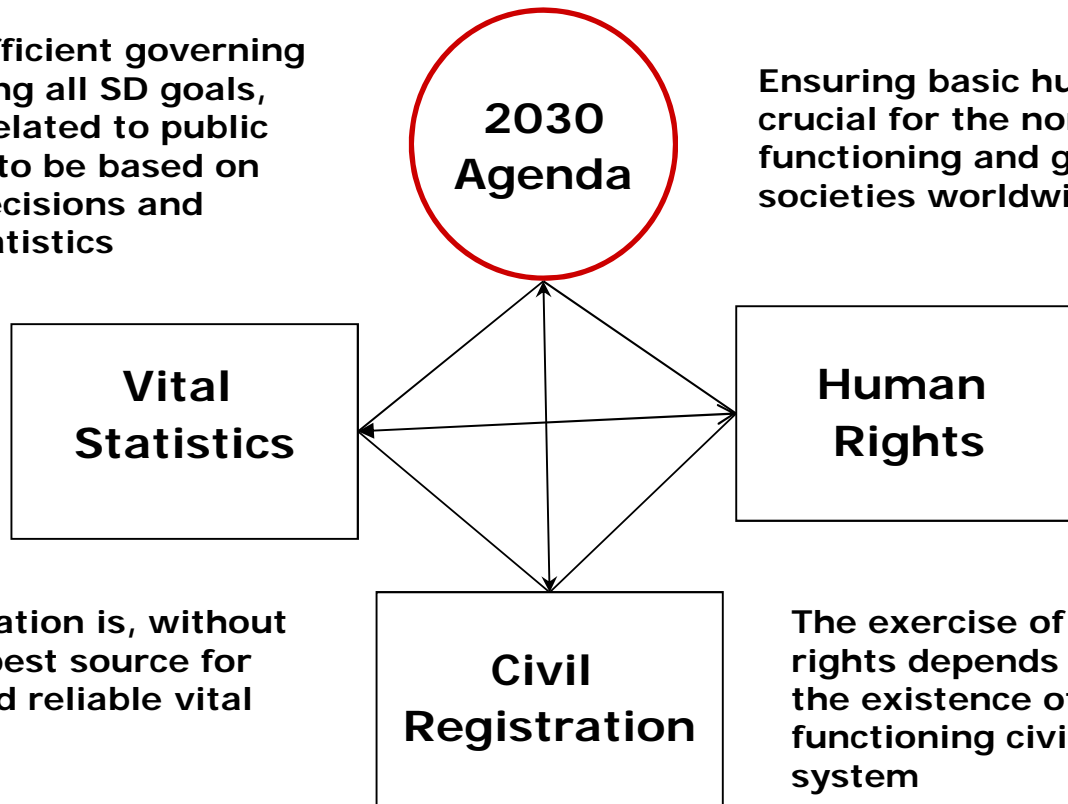 fficient governing
ng all SD goals,
elated to public
to be based on
ecisions and
atistics
2030
Agenda
Ensuring basic hu
crucial for the no
functioning and g
societies worldwi
Vital
Statistics
Human
Rights
ation is, without
best source for
d reliable vital
Civil
Registration
The exercise of
rights depends
the existence of
functioning civi
system